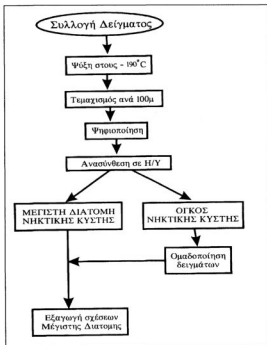 Συλλογή Δείγματος
Ψύξη στους - 190°C
Τεμαχισμός ανά 100μ
Ψηφιοποίηση
Ανασύνθεση σε Η/Υ
ΜΕΓΙΣΤΗ ΔΙΑΤΟΜΗ
ΝΗΚΤΙΚΗΣ ΚΥΣΤΗΣ
ΟΓΚΟΣ
ΝΗΚΤΙΚΗΣ ΚΥΣΤΗΣ
Ομαδοποίηση
δειγμάτων
Εξαγωγή σχέσεων
Μέγιστης Διατομης